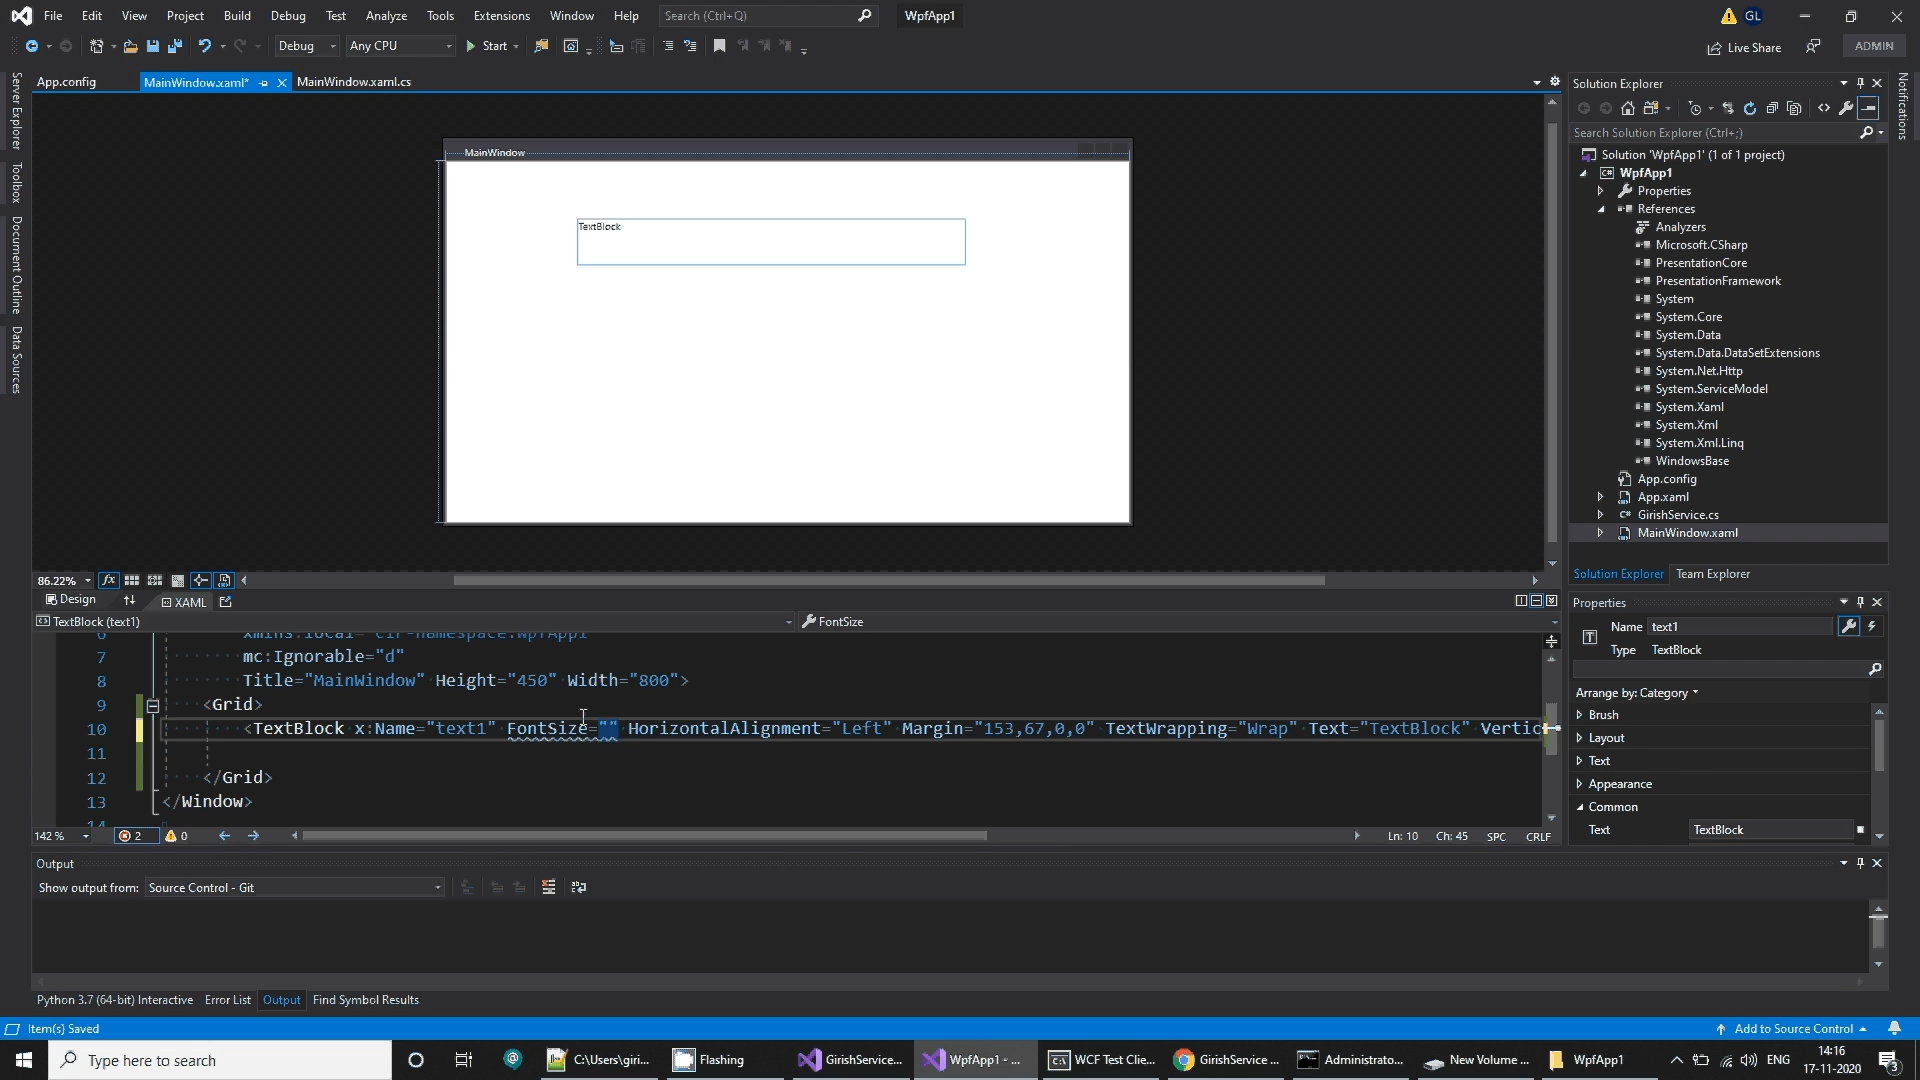 File Edit View Project Build Debug Test Analyze Tools Extensions Window Help Search (Ctrl+Q) WpfApp1 GL
Debug Any CPU Start Live Share ADMIN
App.config MainWindow.xaml* MainWindow.xaml.cs
Server Explorer
Toolbox
Document Outline
Data Sources
MainWindow
TextBlock
86.22% fx
Design XAML
TextBlock (text1) FontSize
6 xmlns:local="clr-namespace:WpfApp1"
7 mc:Ignorable="d"
8 Title="MainWindow" Height="450" Width="800">
9 <Grid>
10 <TextBlock x:Name="text1" FontSize="" HorizontalAlignment="Left" Margin="153,67,0,0" TextWrapping="Wrap" Text="TextBlock" Vertic
11
12 </Grid>
13 </Window>
14
142 % 2 0 Ln: 10 Ch: 45 SPC CRLF
Output
Show output from: Source Control - Git
Python 3.7 (64-bit) Interactive Error List Output Find Symbol Results
Solution Explorer
Notifications
Search Solution Explorer (Ctrl+;)
Solution 'WpfApp1' (1 of 1 project)
C# WpfApp1
Properties
References
Analyzers
Microsoft.CSharp
PresentationCore
PresentationFramework
System
System.Core
System.Data
System.Data.DataSetExtensions
System.Net.Http
System.ServiceModel
System.Xaml
System.Xml
System.Xml.Linq
WindowsBase
App.config
App.xaml
C# GirishService.cs
MainWindow.xaml
Solution Explorer Team Explorer
Properties
Name text1
Type TextBlock
Arrange by: Category
Brush
Layout
Text
Appearance
Common
Text TextBlock
Item(s) Saved Add to Source Control
Type here to search C:\Users\giri... Flashing GirishService... WpfApp1 - ... WCF Test Clie... GirishService ... Administrato... New Volume ... WpfApp1 ENG 14:16
17-11-2020 3